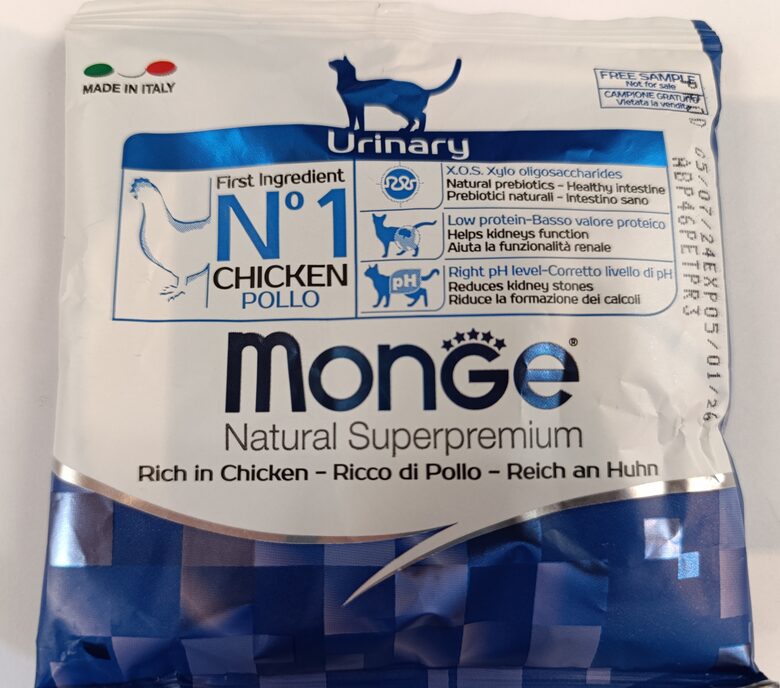 MADE IN ITALY
FREE SAMPLE
Not for sale
CAMPIONE GRATUITO
Vietata la vendita
Urinary
First Ingredient
N° 1
CHICKEN
POLLO
X.O.S. Xylo oligosaccharides
Natural prebiotics - Healthy intestine
Prebiotici naturali - Intestino sano
Low protein-Basso valore proteico
Helps kidneys function
Aiuta la funzionalità renale
pH
Right pH level-Corretto livello di pH
Reduces kidney stones
Riduce la formazione dei calcoli
monGe®
Natural Superpremium
Rich in Chicken - Ricco di Pollo - Reich an Huhn
05/07/24EXP05/01/26
ABP46PETPR3